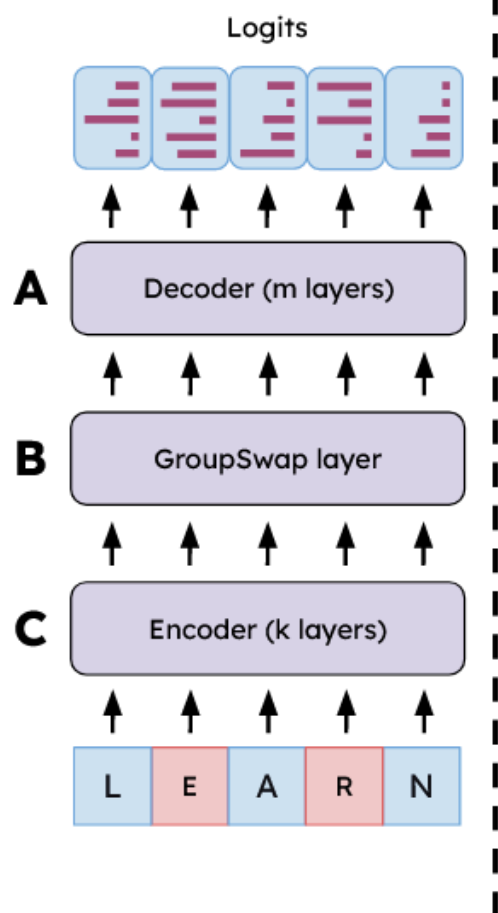 Logits
A
Decoder (m layers)
B
GroupSwap layer
C
Encoder (k layers)
L E A R N